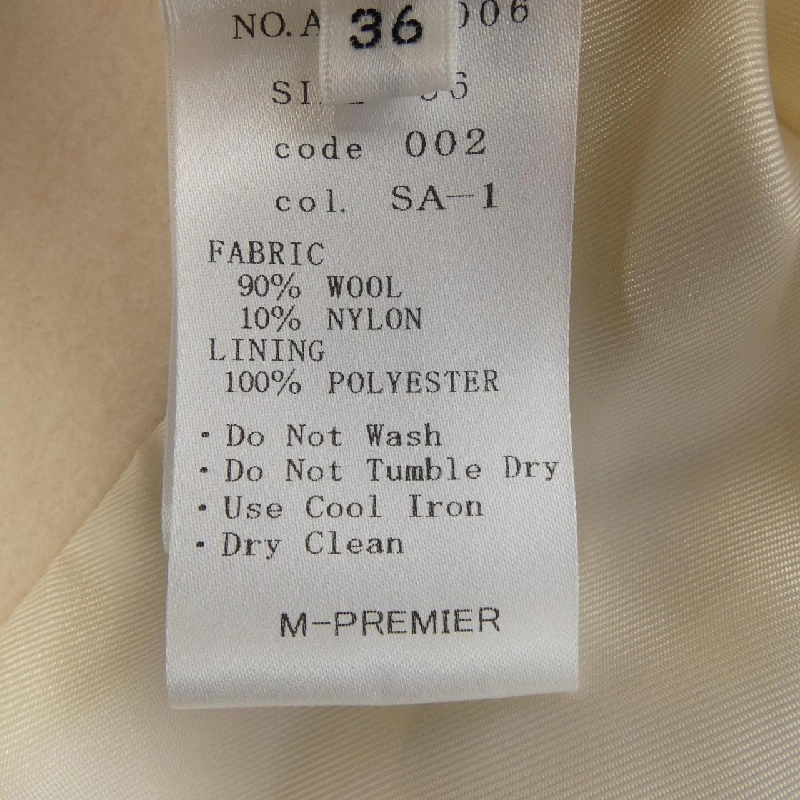 NO. 36 006
36
code 002
col. SA-1
FABRIC
90% WOOL
10% NYLON
LINING
100% POLYESTER
・Do Not Wash
・Do Not Tumble Dry
・Use Cool Iron
・Dry Clean
M-PREMIER